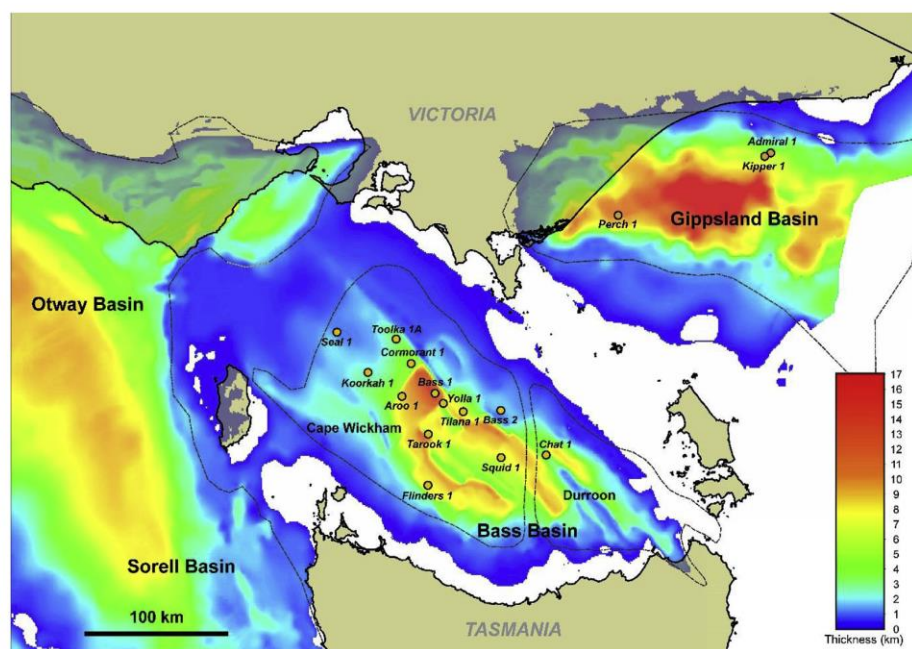 VICTORIA
Admiral 1
Kipper 1
Perch 1
Gippsland Basin
Otway Basin
Seal 1
Toolka 1A
Cormorant 1
Koorkah 1
Bass 1
Aroo 1
Yolla 1
Tilana 1
Bass 2
Cape Wickham
Tarook 1
Chat 1
Squid 1
Flinders 1
Durroon
Bass Basin
Sorell Basin
100 km
TASMANIA
17
16
15
14
13
12
11
10
9
8
7
6
5
4
3
2
1
0
Thickness (km)